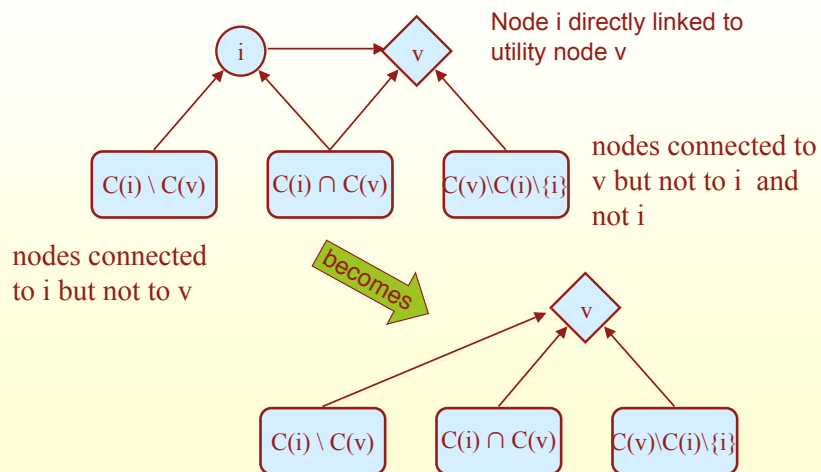 Node i directly linked to
utility node v
i
v
C(i) \ C(v)
C(i) ∩ C(v)
C(v)\C(i)\{i}
nodes connected to
v but not to i and
not i
nodes connected
to i but not to v
becomes
v
C(i) \ C(v)
C(i) ∩ C(v)
C(v)\C(i)\{i}